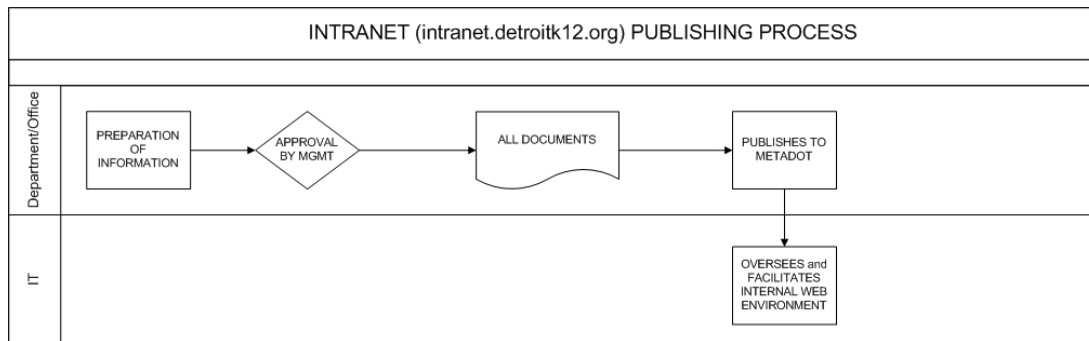 INTRANET (intranet.detroitk12.org) PUBLISHING PROCESS
Department/Office
PREPARATION
OF
INFORMATION
APPROVAL
BY MGMT
ALL DOCUMENTS
PUBLISHES TO
METADOT
IT
OVERSEES and
FACILITATES
INTERNAL WEB
ENVIRONMENT